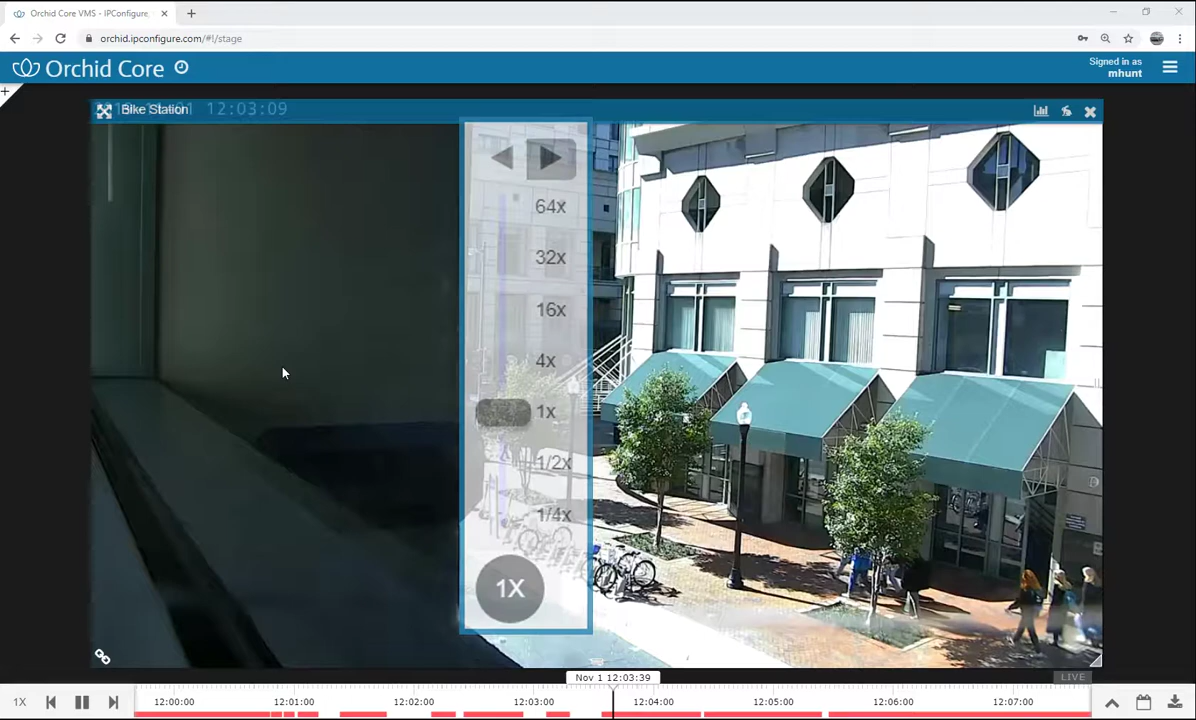 Orchid Core VMS - IPConfigure,
orchid.ipconfigure.com/#!/stage
Orchid Core
Signed in as
mhunt
Bike Station
12:03:09
64x
32x
16x
4x
1x
1/2x
1/4x
1X
LIVE
Nov 1 12:03:39
1X
12:00:00
12:01:00
12:02:00
12:03:00
12:04:00
12:05:00
12:06:00
12:07:00